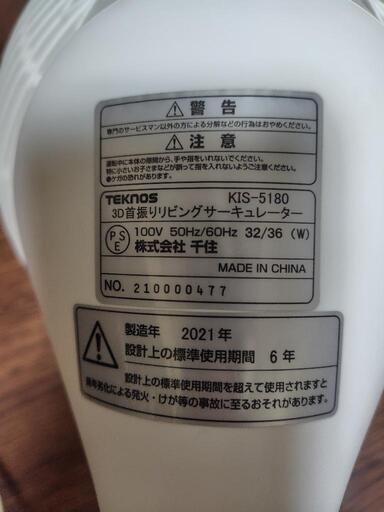 ⚠ 警告
専門のサービスマン以外の方による分解などの行為はおやめください。
⚠ 注意
運転中に本体の隙間から、手や指をいれないでください。
特に小さいお子さまなどが誤って指を入れないようご注意ください。
●ケガの恐れがあります。
TEKNOS KIS-5180
3D首振りリビングサーキュレーター
PSE 100V 50Hz/60Hz 32/36 (W)
株式会社 千住
MADE IN CHINA
NO. 210000477
製造年 2021年
設計上の標準使用期間 6年
設計上の標準使用期間を超えて使用されますと
経年劣化による発火・けが等の事故に至るおそれがあります。